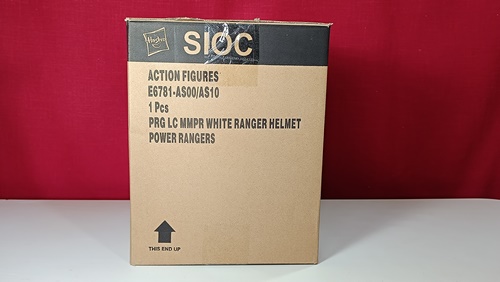 Hasbro SIOC
ACTION FIGURES
E6781-AS00/AS10
1 Pcs
PRG LC MMPR WHITE RANGER HELMET
POWER RANGERS
THIS END UP